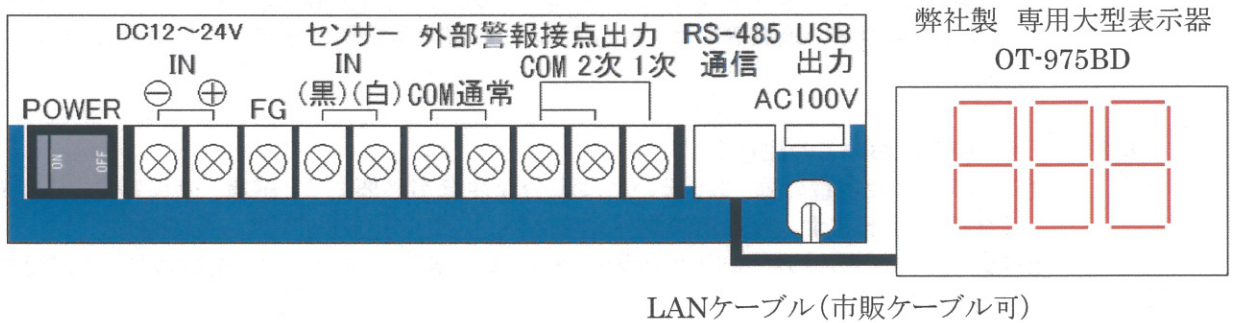 DC12～24V
IN
⊖ ⊕
POWER
FG
センサー
IN
(黒)(白)
外部警報接点出力
COM通常
COM 2次 1次
RS-485
通信
USB
出力
AC100V
ON
OFF
弊社製 専用大型表示器
OT-975BD
LANケーブル(市販ケーブル可)